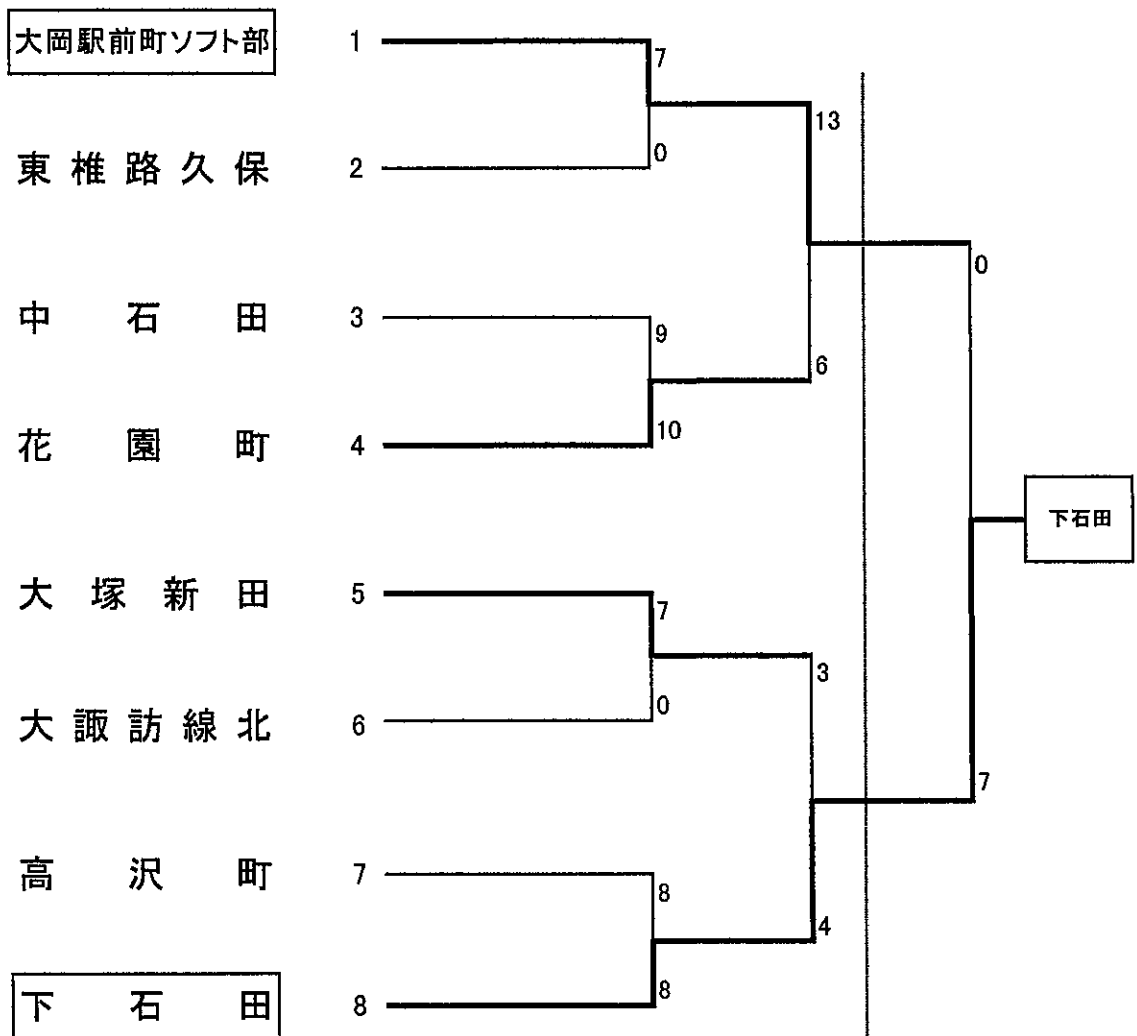 大岡駅前町ソフト部 1
7
13
東椎路久保 2
0
0
中石田 3
9
6
花園町 4
10
下石田
大塚新田 5
7
3
大諏訪線北 6
0
7
高沢町 7
8
4
下石田 8
8